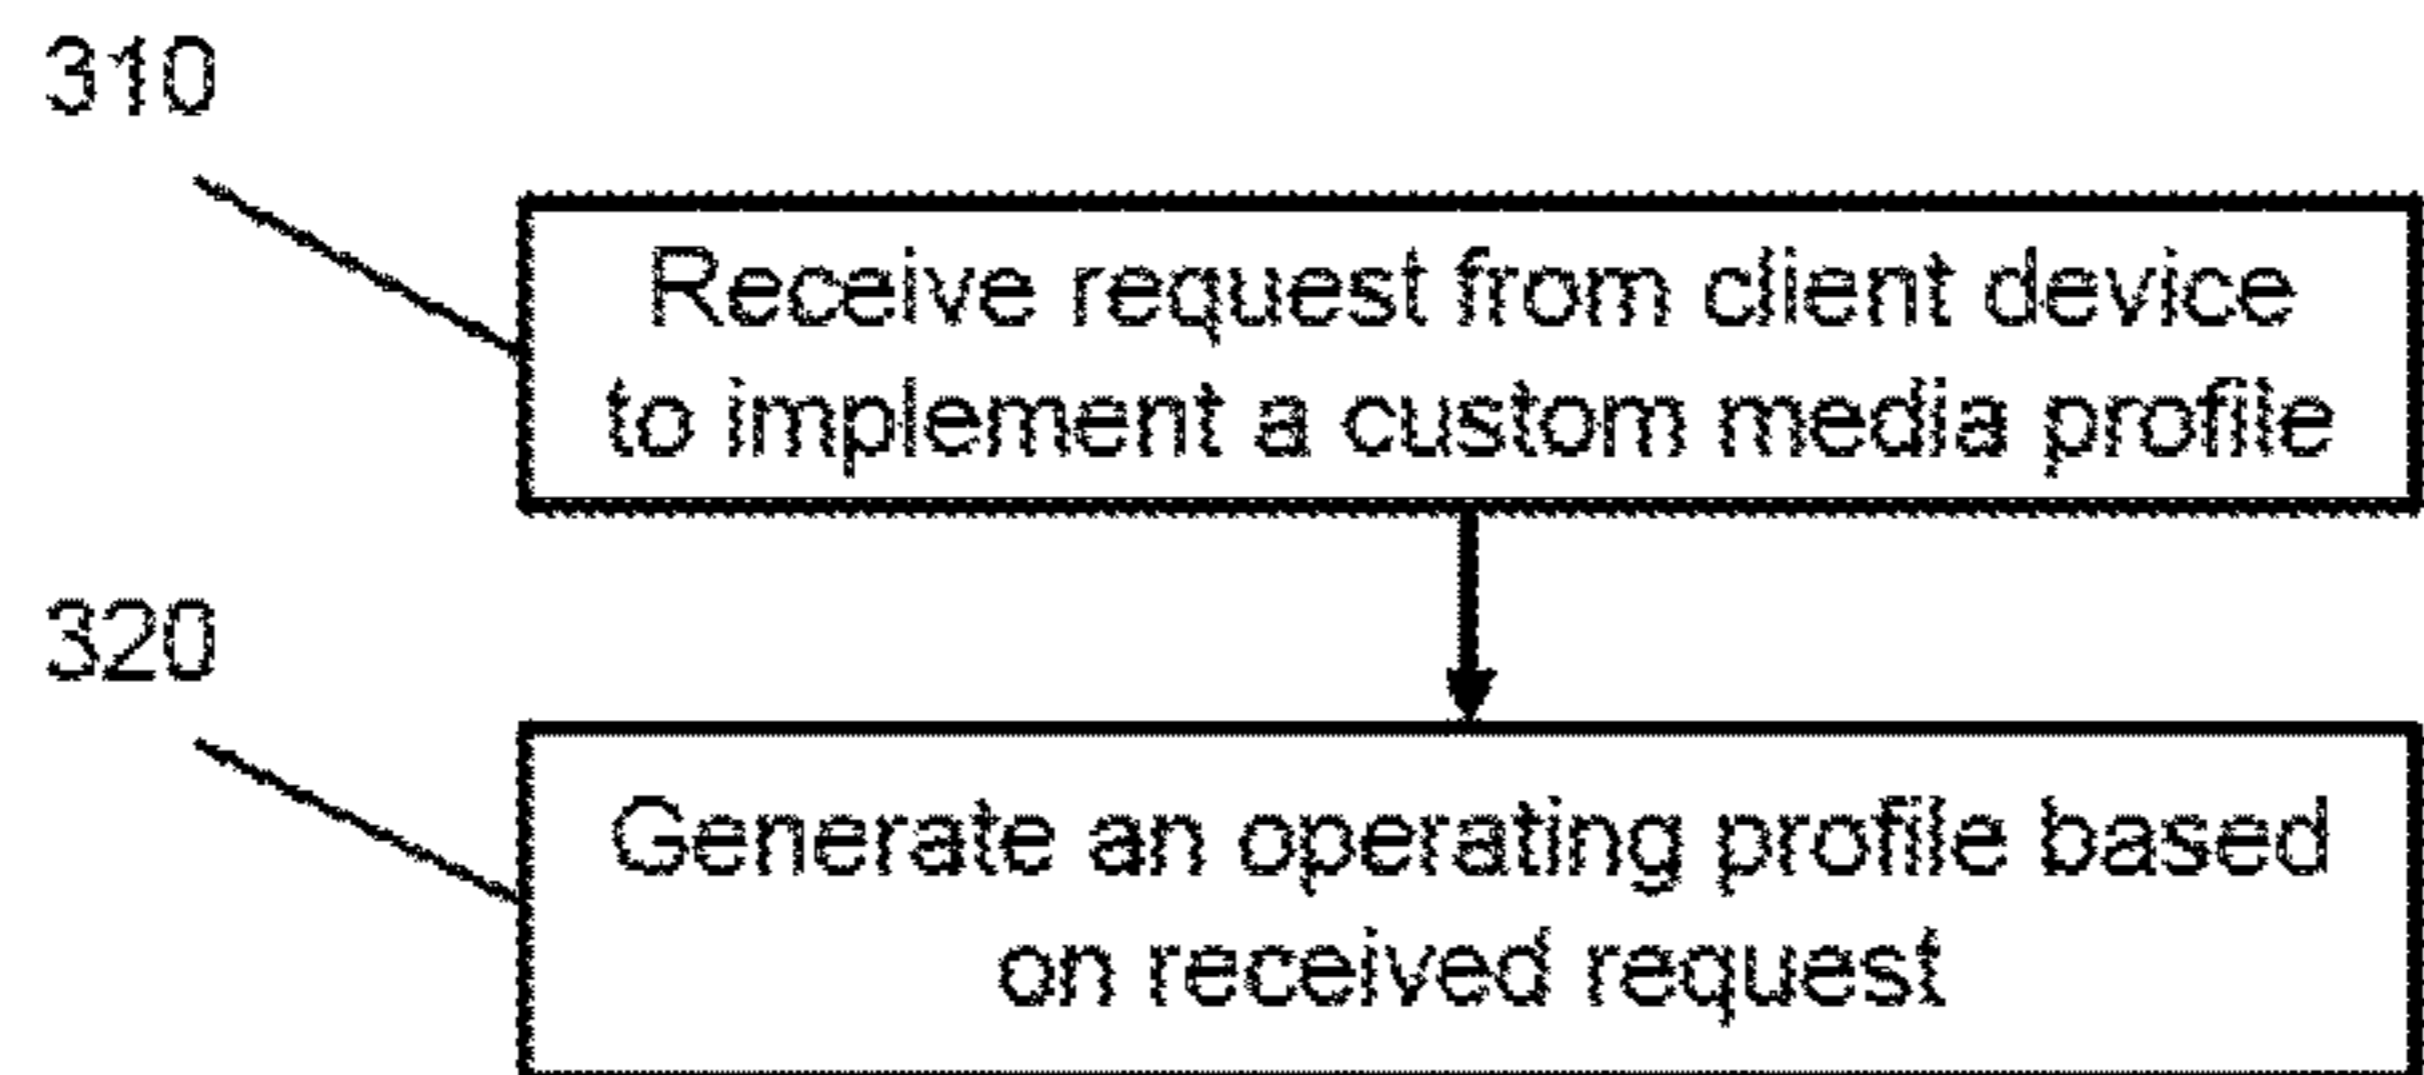 310
Receive request from client device
to implement a custom media profile
320
Generate an operating profile based
on received request